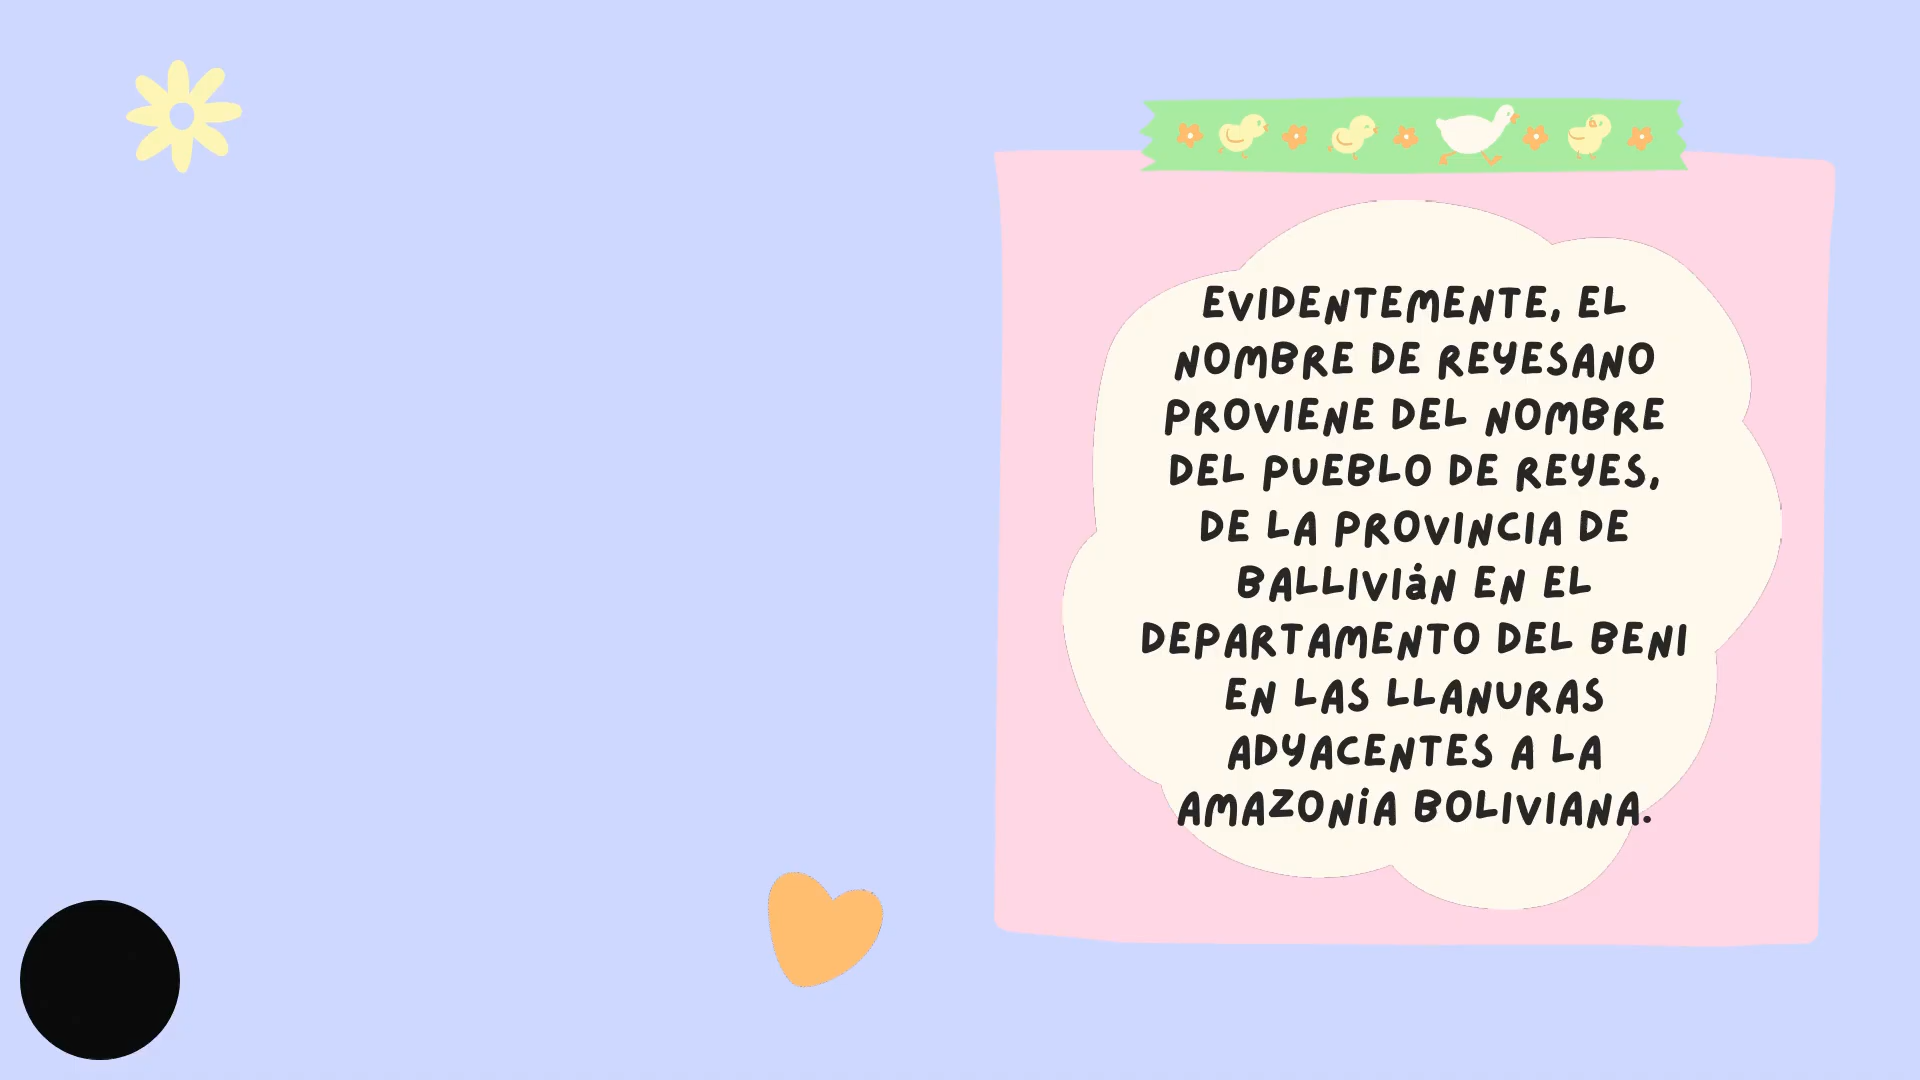 EVIDENTEMENTE, EL
NOMBRE DE REYESANO
PROVIENE DEL NOMBRE
DEL PUEBLO DE REYES,
DE LA PROVINCIA DE
BALLIVIáN EN EL
DEPARTAMENTO DEL BENI
EN LAS LLANURAS
ADYACENTES A LA
AMAZONíA BOLIVIANA.